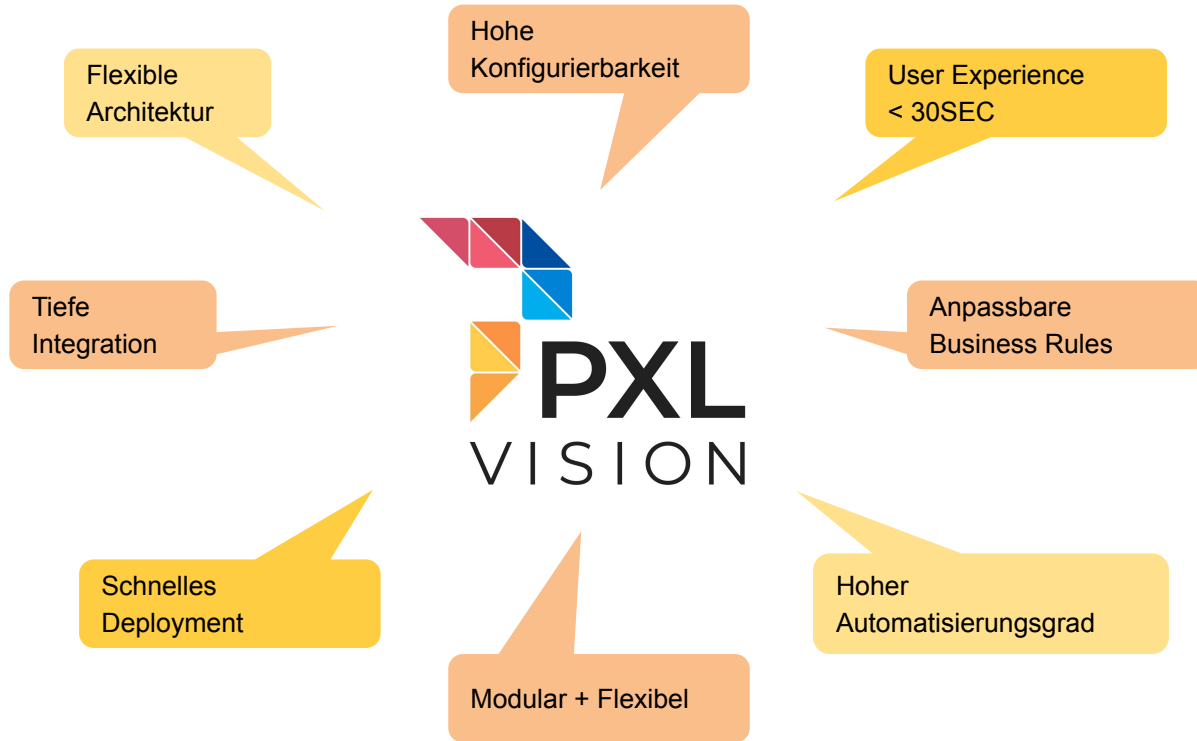 Hohe
Konfigurierbarkeit
Flexible
Architektur
User Experience
< 30SEC
Tiefe
Integration
Anpassbare
Business Rules
PXL
VISION
Schnelles
Deployment
Hoher
Automatisierungsgrad
Modular + Flexibel